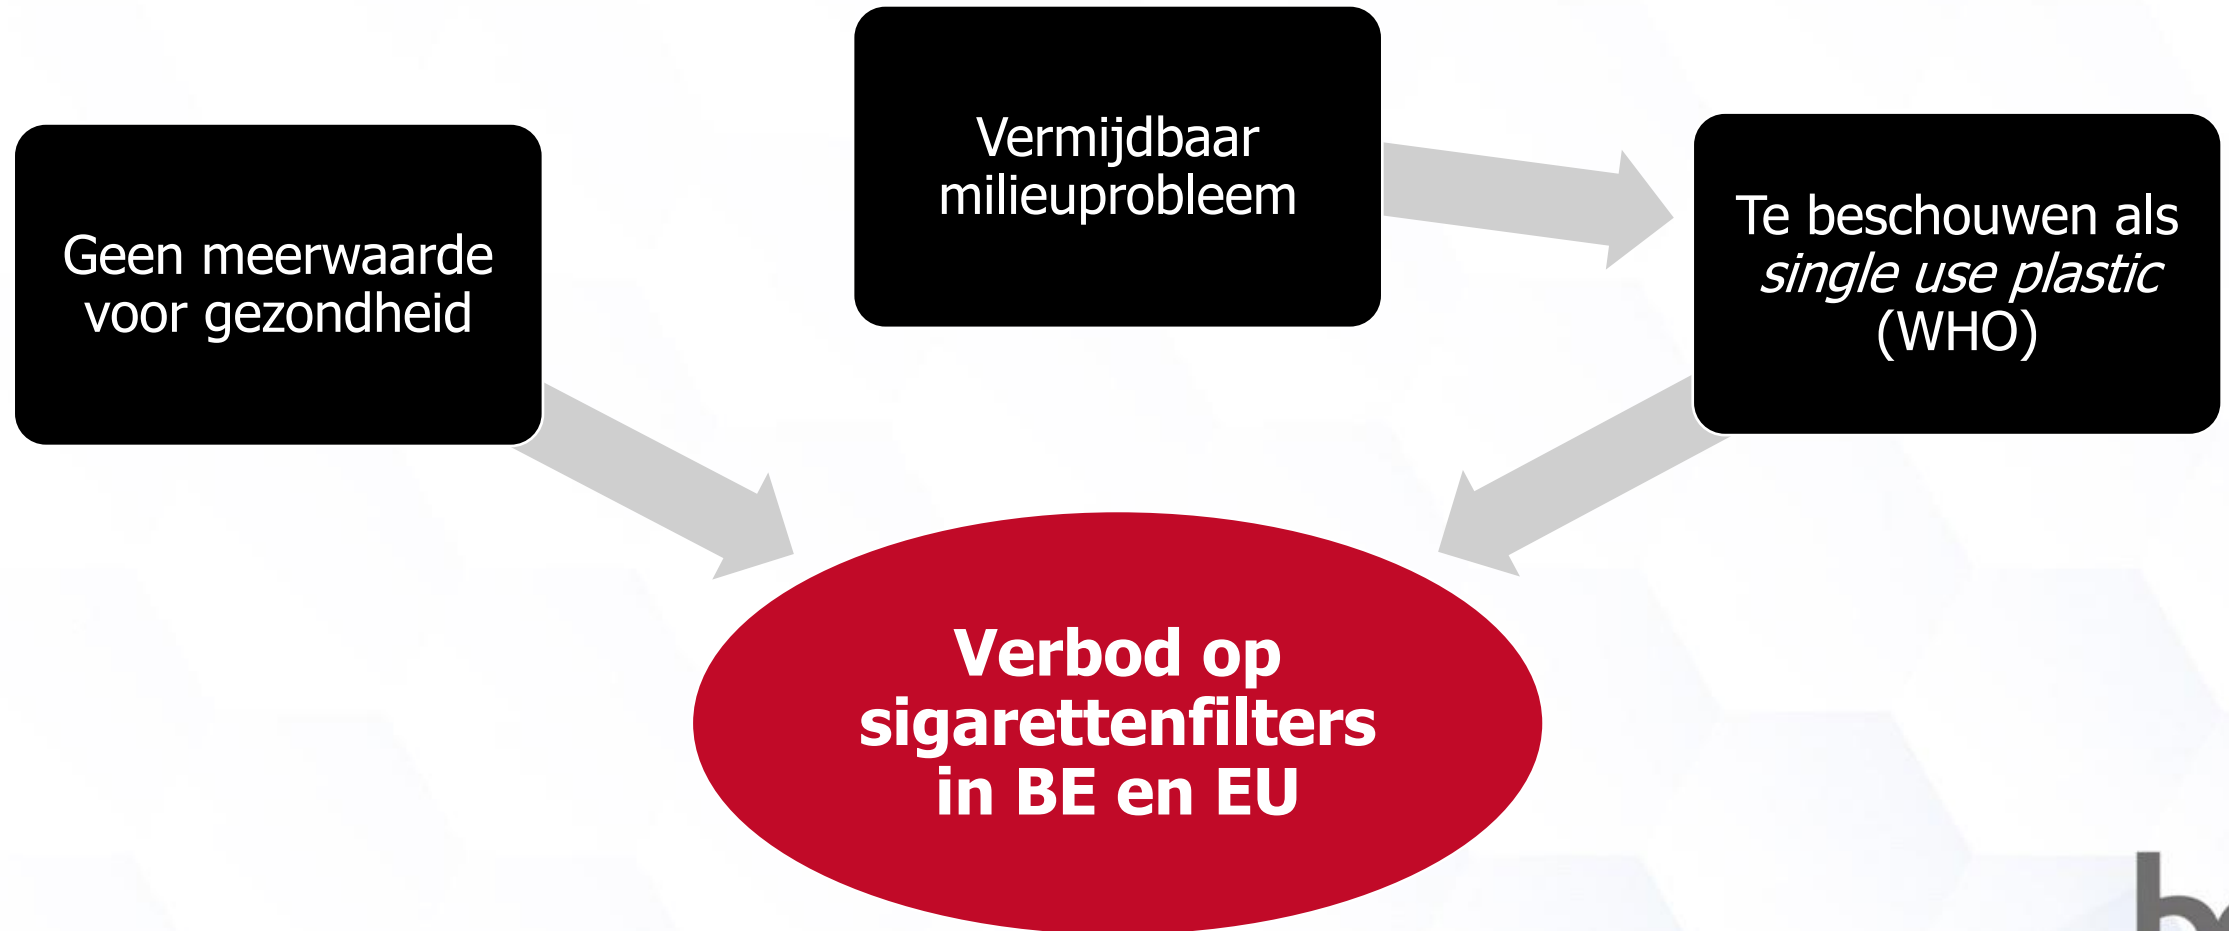 Geen meerwaarde
voor gezondheid
Vermijdbaar
milieuprobleem
Te beschouwen als
single use plastic
(WHO)
Verbod op
sigarettenfilters
in BE en EU